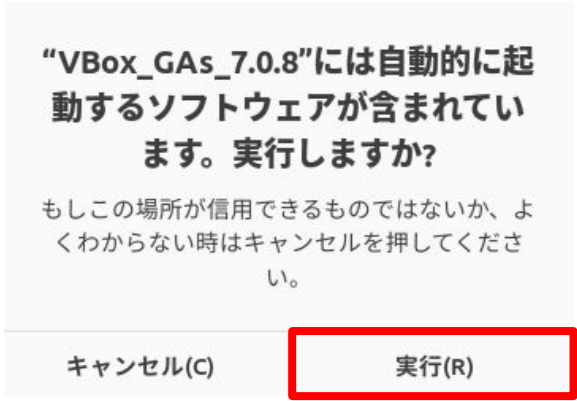 “VBox_GAs_7.0.8”には自動的に起
動するソフトウェアが含まれてい
ます。実行しますか?
もしこの場所が信用できるものではないか、よ
くわからない時はキャンセルを押してくださ
い。
キャンセル(C)
実行(R)